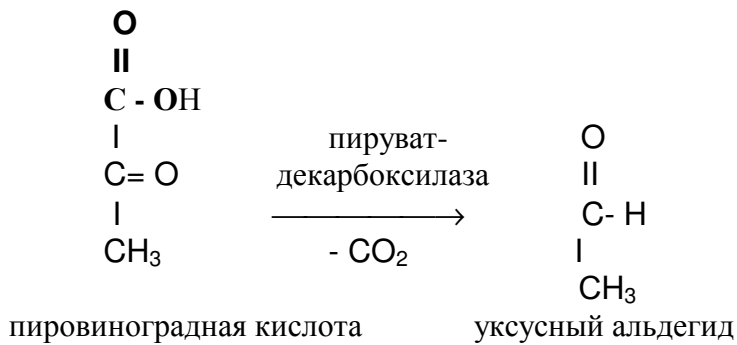 O
II
C - OH
I
C= O
I
CH₃
пируват-
декарбоксилаза
⟶
- CO₂
O
II
C- H
I
CH₃
пировиноградная кислота уксусный альдегид